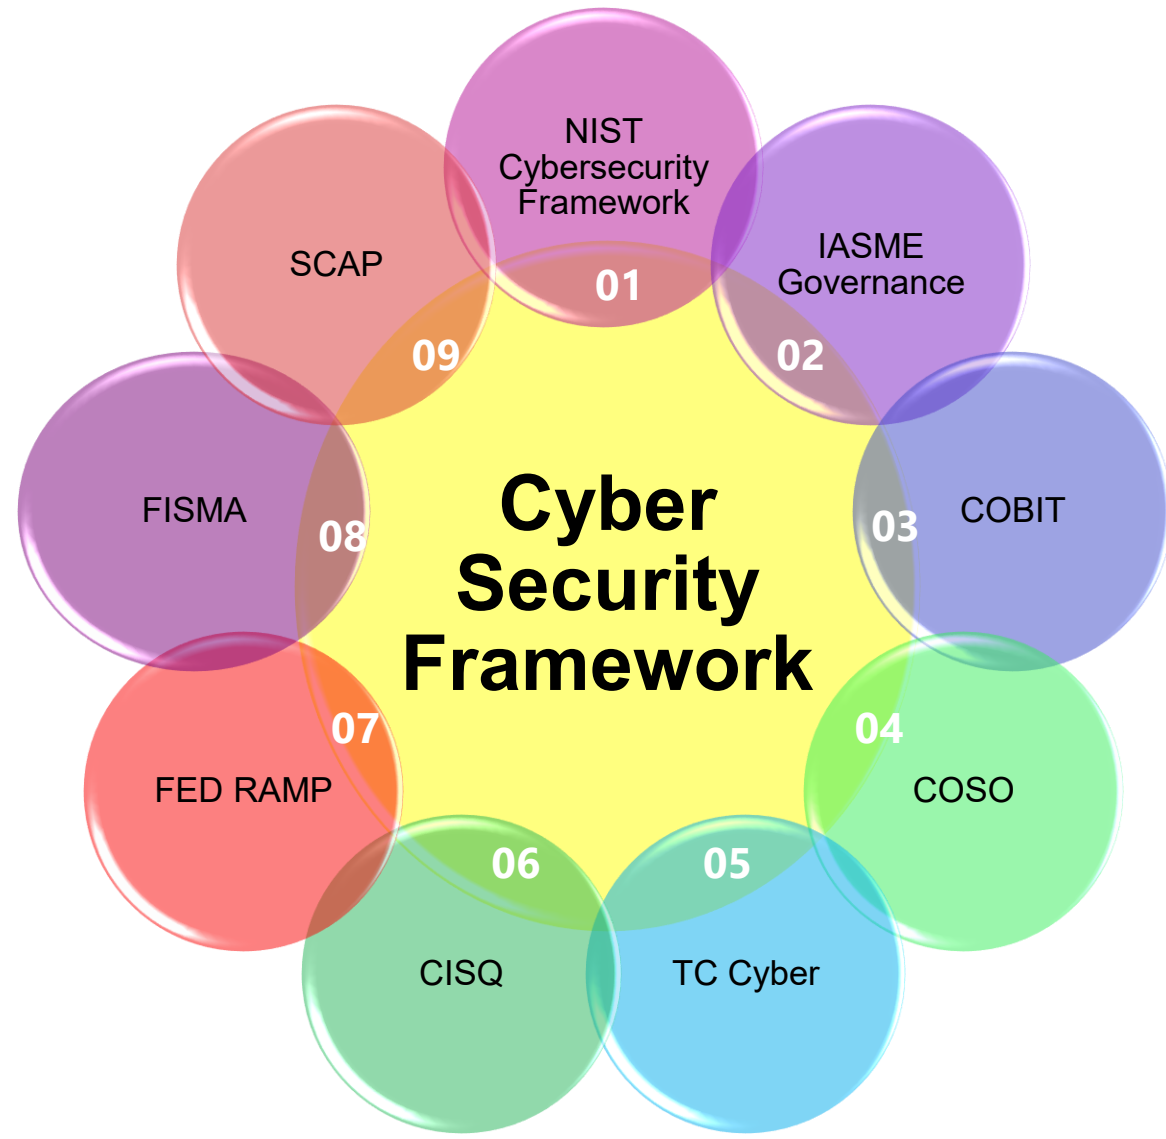 Cyber
Security
Framework
NIST
Cybersecurity
Framework
01
IASME
Governance
02
COBIT
03
COSO
04
TC Cyber
05
CISQ
06
FED RAMP
07
FISMA
08
SCAP
09